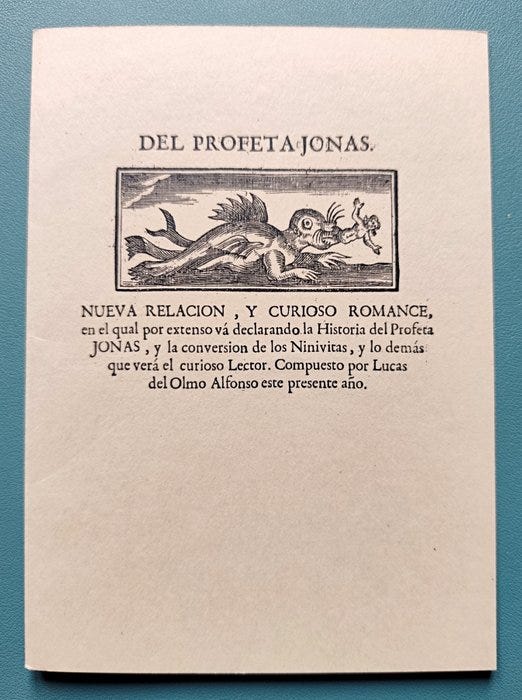 DEL PROFETA JONAS.
NUEVA RELACION, Y CURIOSO ROMANCE,
en el qual por extenso vá declarando la Historia del Profeta
JONAS, y la conversion de los Ninivitas, y lo demás
que verá el curioso Lector. Compuesto por Lucas
del Olmo Alfonso este presente año.